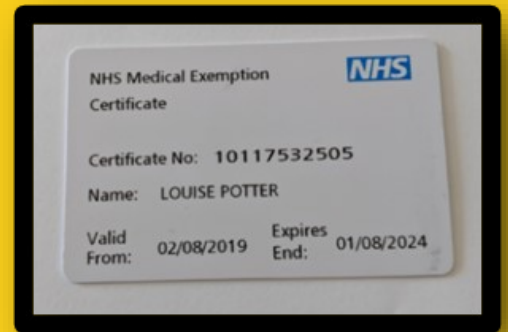 NHS Medical Exemption
Certificate
NHS
Certificate No: 10117532505
Name: LOUISE POTTER
Valid From: 02/08/2019 Expires End: 01/08/2024